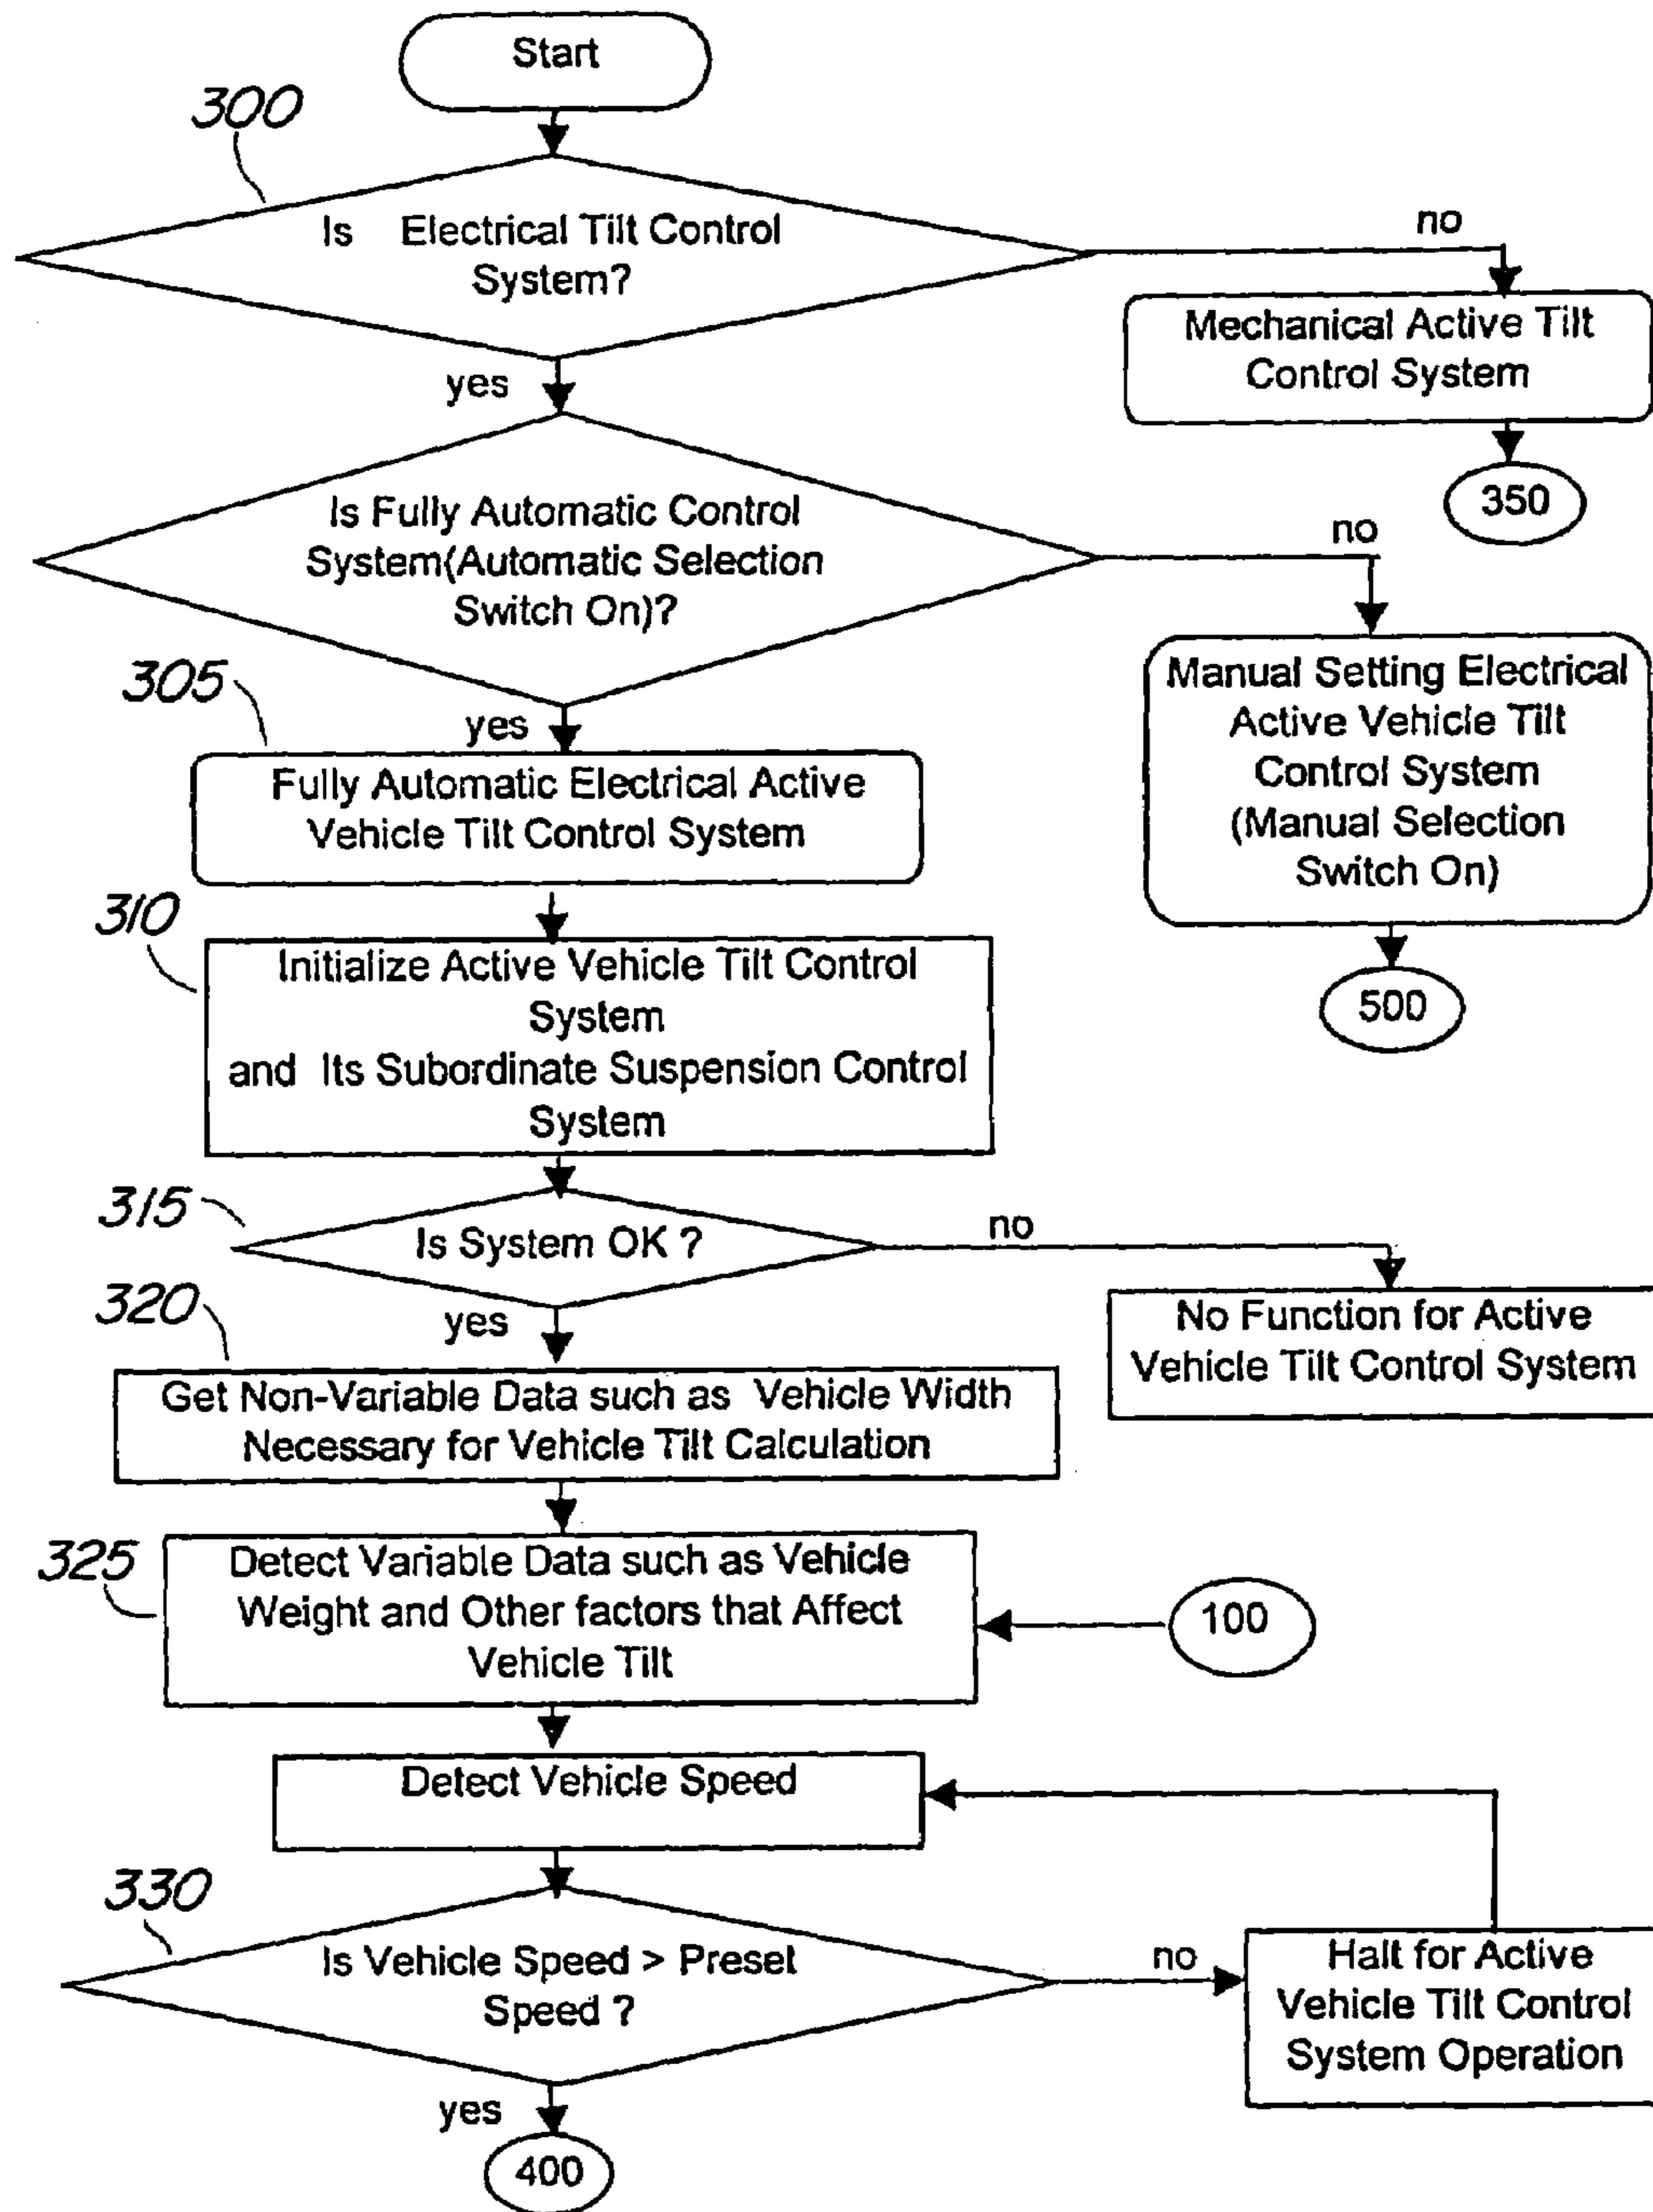 Start
300
Is Electrical Tilt Control
System?
no
Mechanical Active Tilt
Control System
350
yes
Is Fully Automatic Control
System(Automatic Selection
Switch On)?
no
Manual Setting Electrical
Active Vehicle Tilt
Control System
(Manual Selection
Switch On)
500
yes
305
Fully Automatic Electrical Active
Vehicle Tilt Control System
310
Initialize Active Vehicle Tilt Control
System
and Its Subordinate Suspension Control
System
315
Is System OK ?
no
No Function for Active
Vehicle Tilt Control System
yes
320
Get Non-Variable Data such as Vehicle Width
Necessary for Vehicle Tilt Calculation
325
Detect Variable Data such as Vehicle
Weight and Other factors that Affect
Vehicle Tilt
100
Detect Vehicle Speed
330
Is Vehicle Speed > Preset
Speed ?
no
Halt for Active
Vehicle Tilt Control
System Operation
yes
400